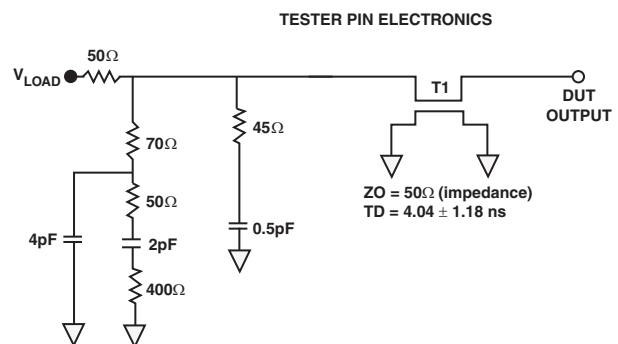 TESTER PIN ELECTRONICS
50Ω
VLOAD
T1
DUT
OUTPUT
70Ω
45Ω
50Ω
ZO = 50Ω (impedance)
TD = 4.04 ± 1.18 ns
4pF
2pF
0.5pF
400Ω